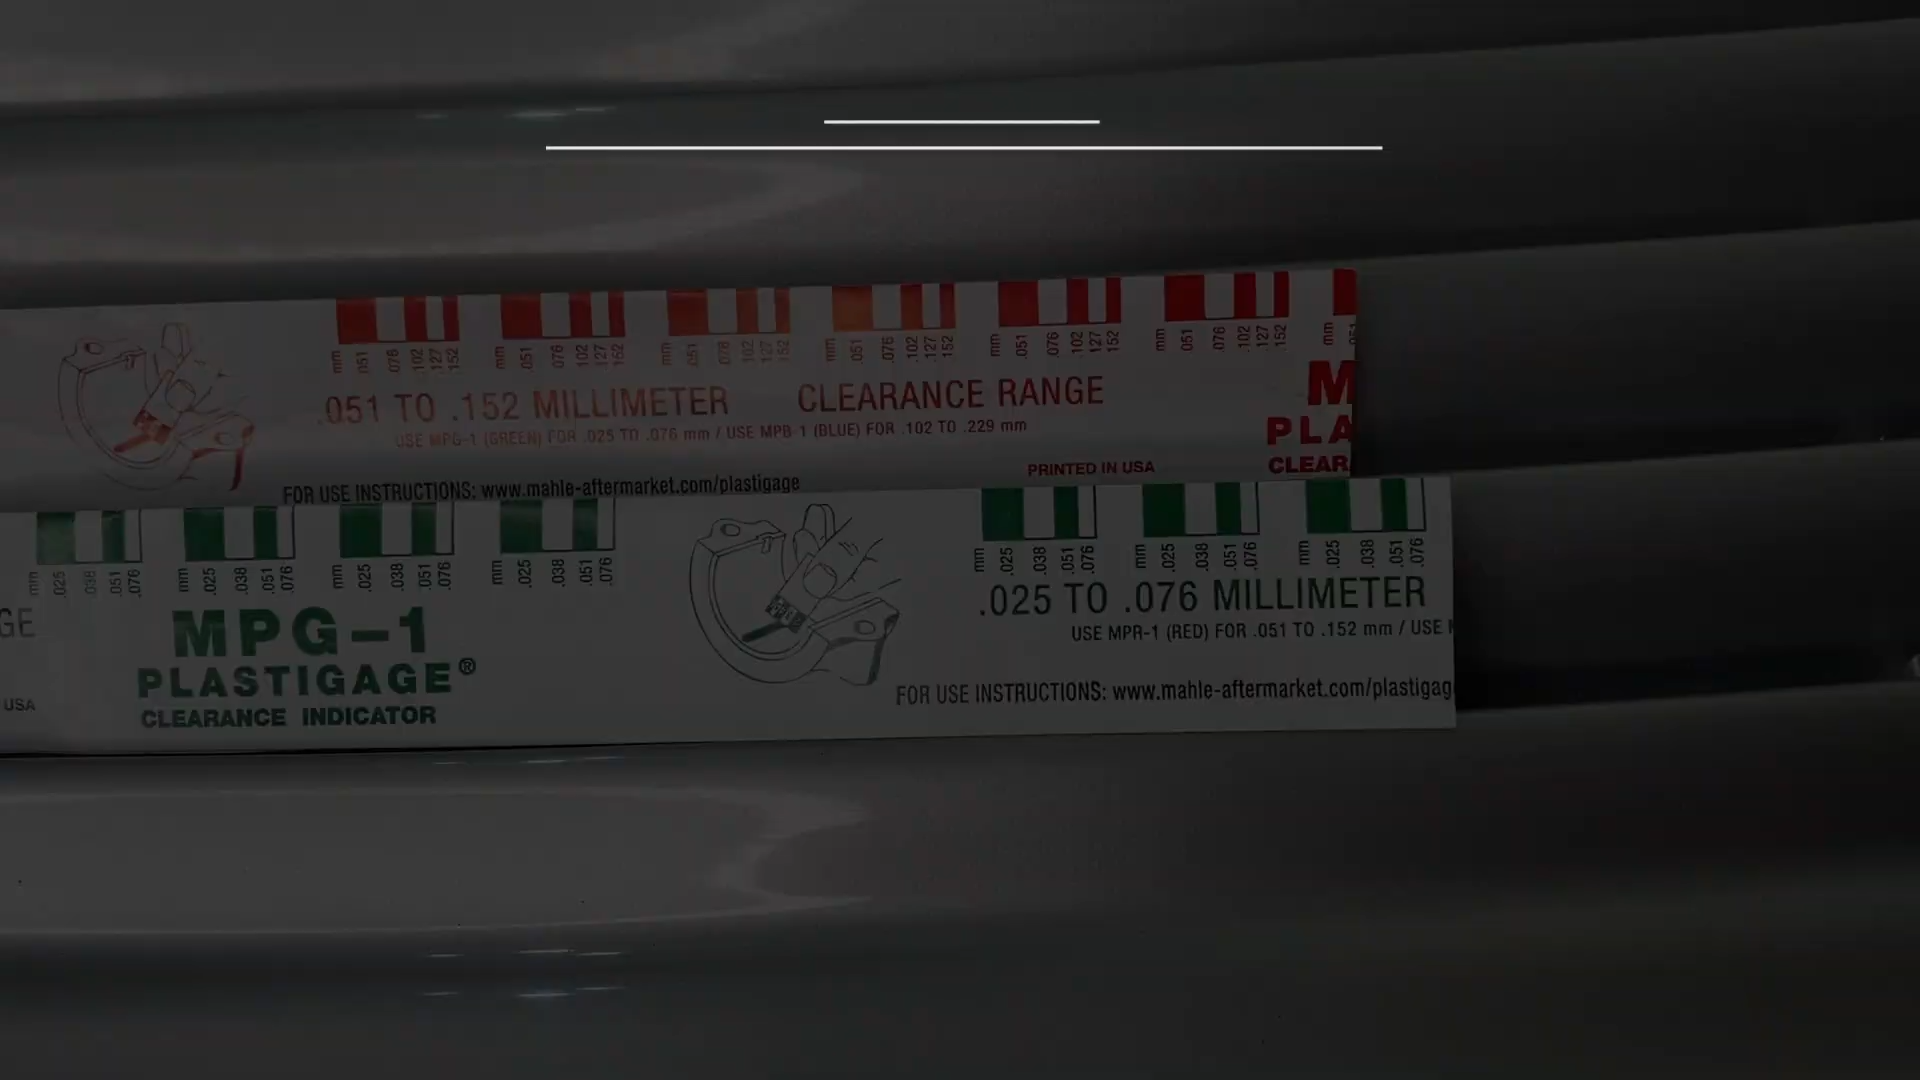 mm .051 .076 .102 .127 .152 mm .051 .076 .102 .127 .152 mm .051 .076 .102 .127 .152 mm .051 .076 .102 .127 .152 mm .051 .076 .102 .127 .152 mm .051 .076 .102 .127 .152 mm .051
.051 TO .152 MILLIMETER CLEARANCE RANGE
USE MPG-1 (GREEN) FOR .025 TO .076 mm / USE MPB-1 (BLUE) FOR .102 TO .229 mm
M
PLA
CLEAR
PRINTED IN USA
FOR USE INSTRUCTIONS: www.mahle-aftermarket.com/plastigage
mm .025 .038 .051 .076 mm .025 .038 .051 .076 mm .025 .038 .051 .076 mm .025 .038 .051 .076 mm .025 .038 .051 .076 mm .025 .038 .051 .076 mm .025 .038 .051 .076
GE
USA
MPG-1
PLASTIGAGE®
CLEARANCE INDICATOR
.025 TO .076 MILLIMETER
USE MPR-1 (RED) FOR .051 TO .152 mm / USE
FOR USE INSTRUCTIONS: www.mahle-aftermarket.com/plastigag